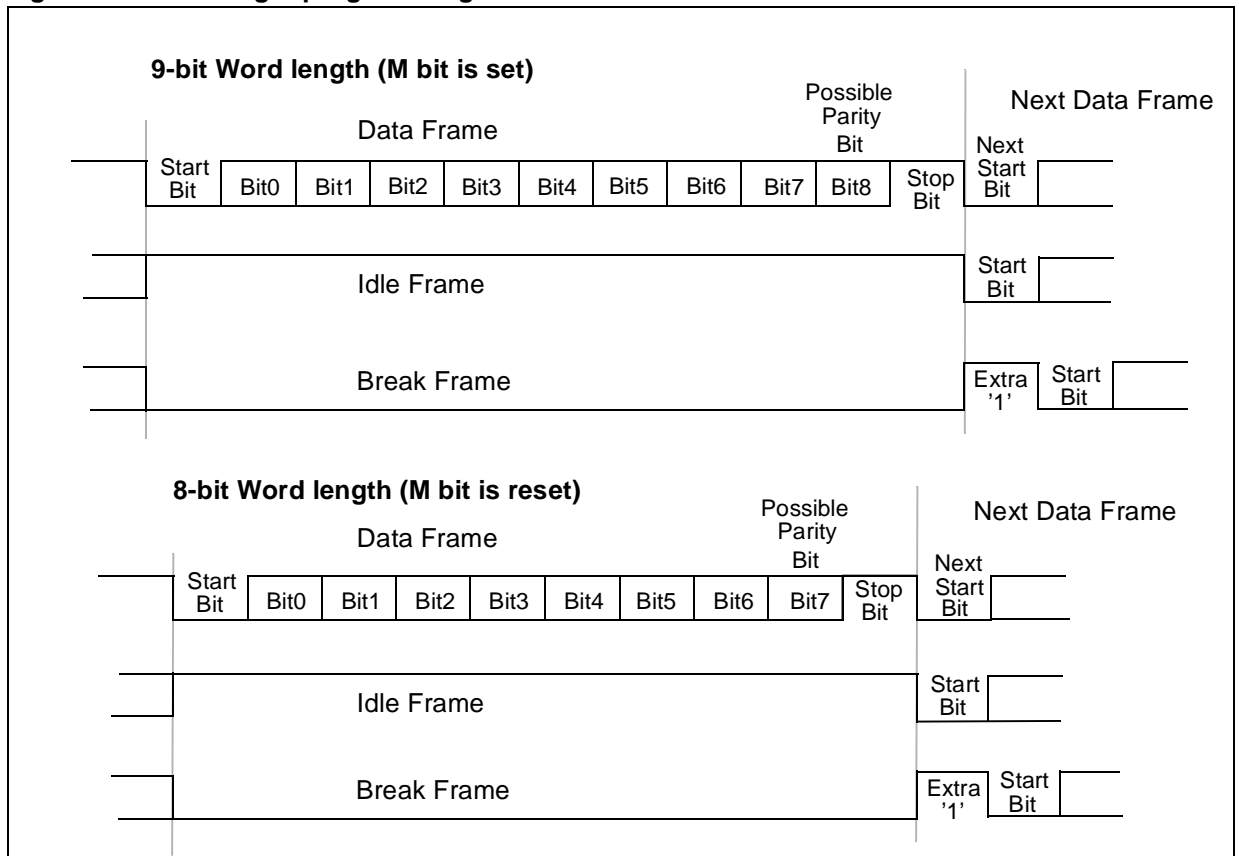 9-bit Word length (M bit is set)
Possible
Parity
Bit
Next Data Frame
Data Frame
Next
Start
Bit
Start
Bit
Bit0
Bit1
Bit2
Bit3
Bit4
Bit5
Bit6
Bit7
Bit8
Stop
Bit
Idle Frame
Start
Bit
Break Frame
Extra
’1’
Start
Bit
8-bit Word length (M bit is reset)
Possible
Parity
Bit
Next Data Frame
Data Frame
Next
Start
Bit
Start
Bit
Bit0
Bit1
Bit2
Bit3
Bit4
Bit5
Bit6
Bit7
Stop
Bit
Idle Frame
Start
Bit
Break Frame
Extra
’1’
Start
Bit